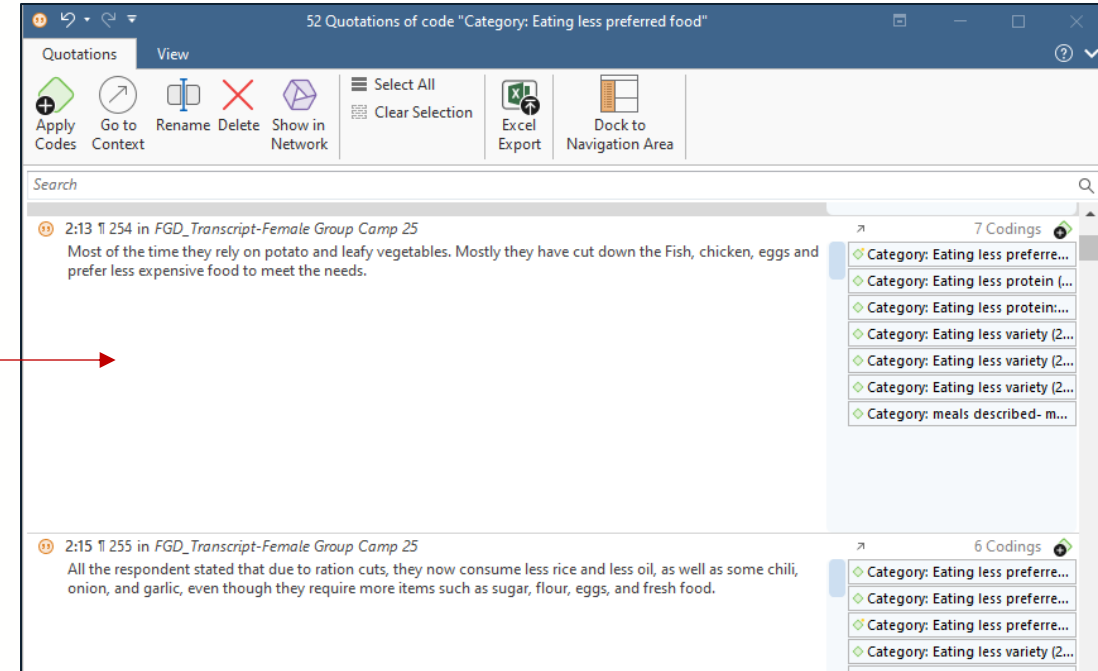 52 Quotations of code "Category: Eating less preferred food"
Quotations View
Apply Codes
Go to Context
Rename
Delete
Show in Network
Select All
Clear Selection
Excel Export
Dock to Navigation Area
Search
2:13 ¶ 254 in FGD_Transcript-Female Group Camp 25
Most of the time they rely on potato and leafy vegetables. Mostly they have cut down the Fish, chicken, eggs and
prefer less expensive food to meet the needs.
7 Codings
Category: Eating less preferre...
Category: Eating less protein (...
Category: Eating less protein:...
Category: Eating less variety (2...
Category: Eating less variety (2...
Category: Eating less variety (2...
Category: meals described- m...
2:15 ¶ 255 in FGD_Transcript-Female Group Camp 25
All the respondent stated that due to ration cuts, they now consume less rice and less oil, as well as some chili,
onion, and garlic, even though they require more items such as sugar, flour, eggs, and fresh food.
6 Codings
Category: Eating less preferre...
Category: Eating less preferre...
Category: Eating less preferre...
Category: Eating less variety (2...